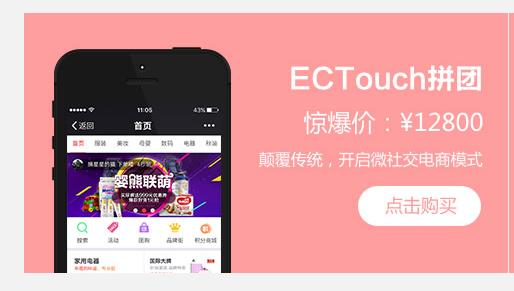 ECTouch拼团
惊爆价：¥12800
颠覆传统，开启微社交电商模式
点击购买
11:05
43%
返回
首页
首页 服装 美妆 母婴 数码 电器
婴熊联萌
搜索 活动 团购 品牌街 积分商城
家用电器
国际大牌